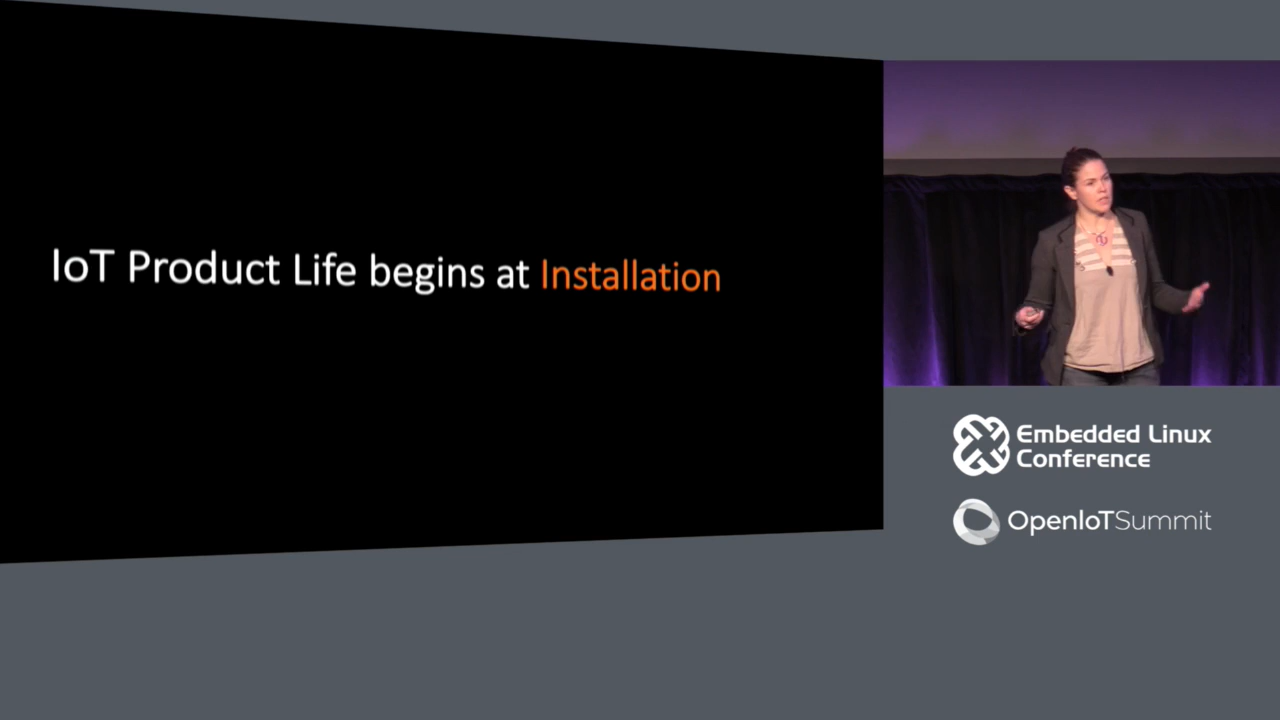 IoT Product Life begins at Installation
Embedded Linux
Conference
OpenIoTSummit